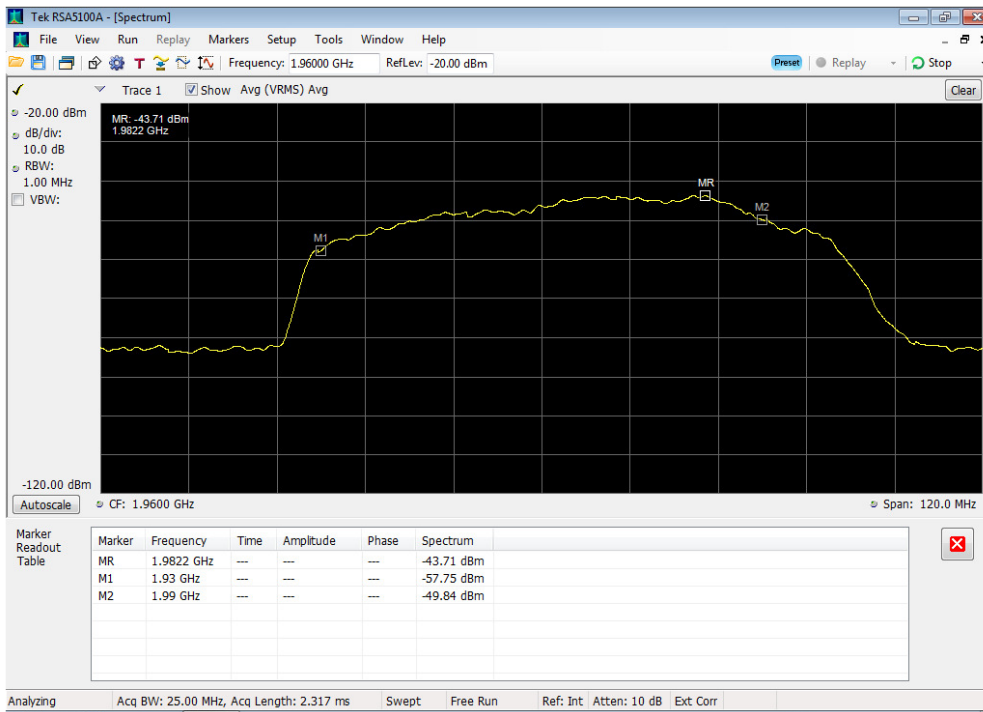 Tek RSA5100A - [Spectrum]
File View Run Replay Markers Setup Tools Window Help
T Frequency: 1.96000 GHz RefLev: -20.00 dBm Preset Replay Stop
Trace 1 Show Avg (VRMS) Avg Clear
-20.00 dBm
dB/div:
10.0 dB
RBW:
1.00 MHz
VBW:
-120.00 dBm
MR: -43.71 dBm
1.9822 GHz
MR
M2
M1
Autoscale CF: 1.9600 GHz Span: 120.0 MHz
Marker Readout Table
Marker Frequency Time Amplitude Phase Spectrum
MR 1.9822 GHz --- --- --- -43.71 dBm
M1 1.93 GHz --- --- --- -57.75 dBm
M2 1.99 GHz --- --- --- -49.84 dBm
Analyzing Acq BW: 25.00 MHz, Acq Length: 2.317 ms Swept Free Run Ref: Int Atten: 10 dB Ext Corr